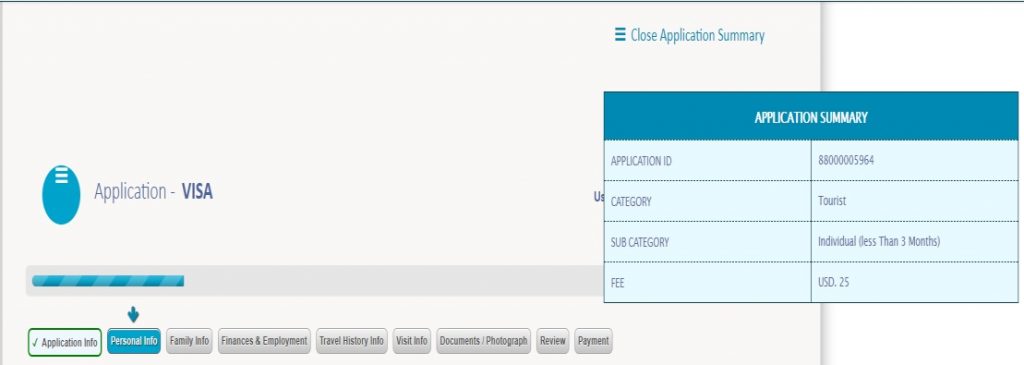 Close Application Summary
APPLICATION SUMMARY
APPLICATION ID 88000005964
CATEGORY Tourist
SUB CATEGORY Individual (less Than 3 Months)
FEE USD. 25
Application - VISA
Us
✓ Application Info Personal Info Family Info Finances & Employment Travel History Info Visit Info Documents / Photograph Review Payment